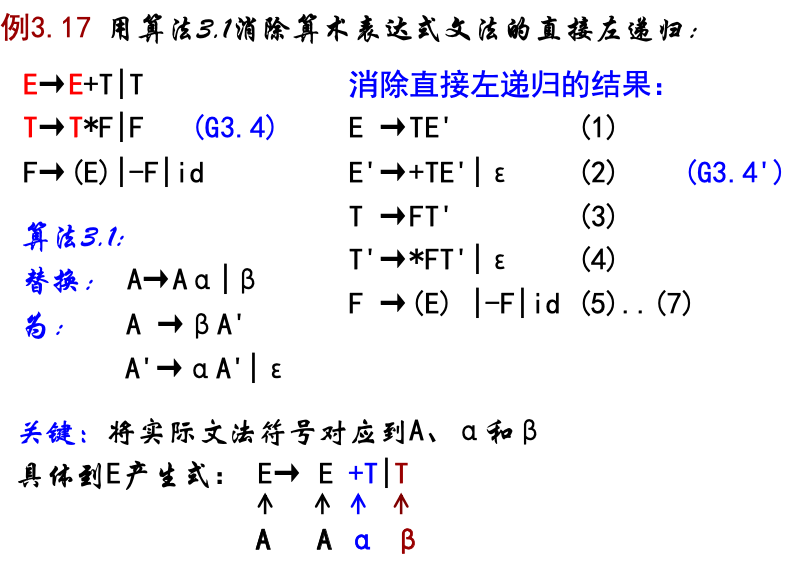 例3.17 用算法3.1消除算术表达式文法的直接左递归:
E→E+T|T
T→T*F|F (G3.4)
F→(E)|-F|id
算法3.1:
替换: A→Aα|β
为: A →βA'
A'→αA'|ε
消除直接左递归的结果:
E →TE' (1)
E'→+TE'|ε (2) (G3.4')
T →FT' (3)
T'→*FT'|ε (4)
F →(E) |-F|id (5)..(7)
关键: 将实际文法符号对应到A、α和β
具体到E产生式: E→ E +T|T
↑ ↑ ↑ ↑
A A α β